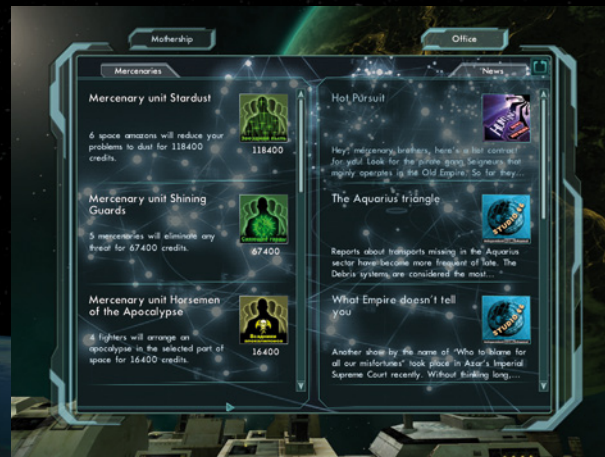 Mothership
Office
Mercenaries
News
Mercenary unit Stardust
6 space amazons will reduce your
problems to dust for 118400
credits.
118400
Mercenary unit Shining
Guards
5 mercenaries will eliminate any
threat for 67400 credits.
67400
Mercenary unit Horsemen
of the Apocalypse
4 fighters will arrange an
apocalypse in the selected part of
space for 16400 credits.
16400
Hot Pursuit
Hey, mercenary brothers, here's a hot contract
for you! Look for the pirate gang Seigneurs that
mainly operates in the Old Empire. So far they...
The Aquarius triangle
STUDIO
Reports about transports missing in the Aquarius
sector have become more frequent of late. The
Debris systems are considered the most...
What Empire doesn't tell
you
STUDIO
Another show by the name of "Who to blame for
all our misfortunes" took place in Azar's Imperial
Supreme Court recently. Without thinking long,...